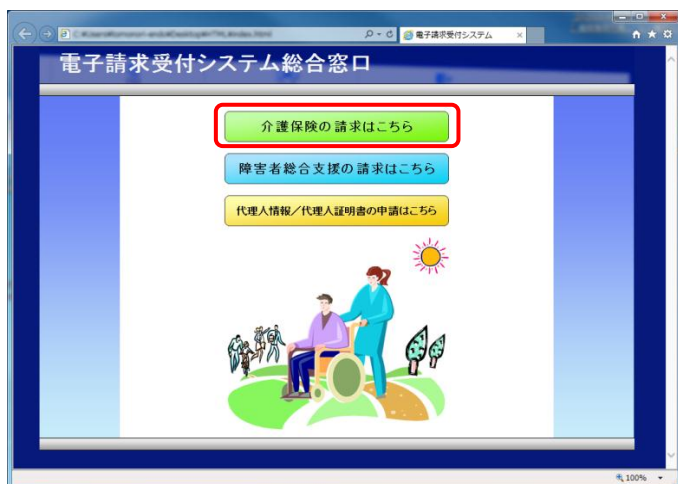 電子請求受付システム
電子請求受付システム総合窓口
介護保険の請求はこちら
障害者総合支援の請求はこちら
代理人情報／代理人証明書の申請はこちら
100%